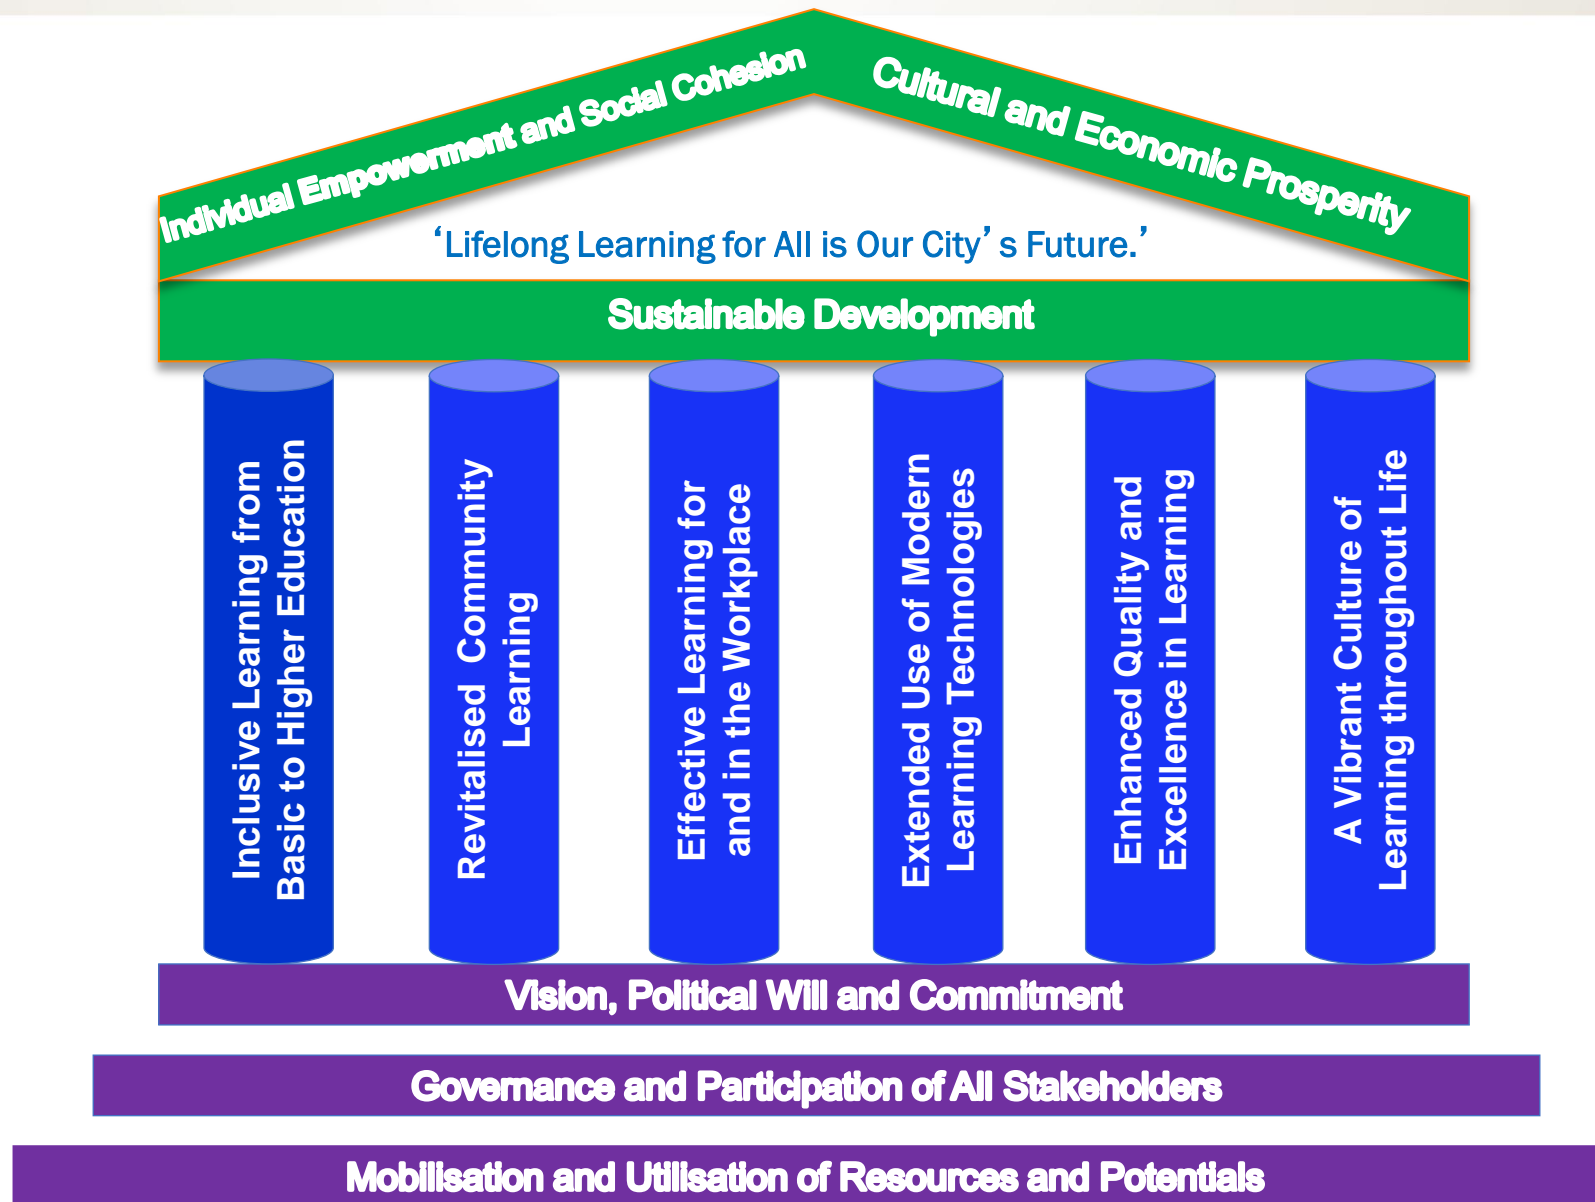 Individual Empowerment and Social Cohesion
Cultural and Economic Prosperity
‘Lifelong Learning for All is Our City’ s Future.’
Sustainable Development
Inclusive Learning from
Basic to Higher Education
Revitalised Community
Learning
Effective Learning for
and in the Workplace
Extended Use of Modern
Learning Technologies
Enhanced Quality and
Excellence in Learning
A Vibrant Culture of
Learning throughout Life
Vision, Political Will and Commitment
Governance and Participation of All Stakeholders
Mobilisation and Utilisation of Resources and Potentials